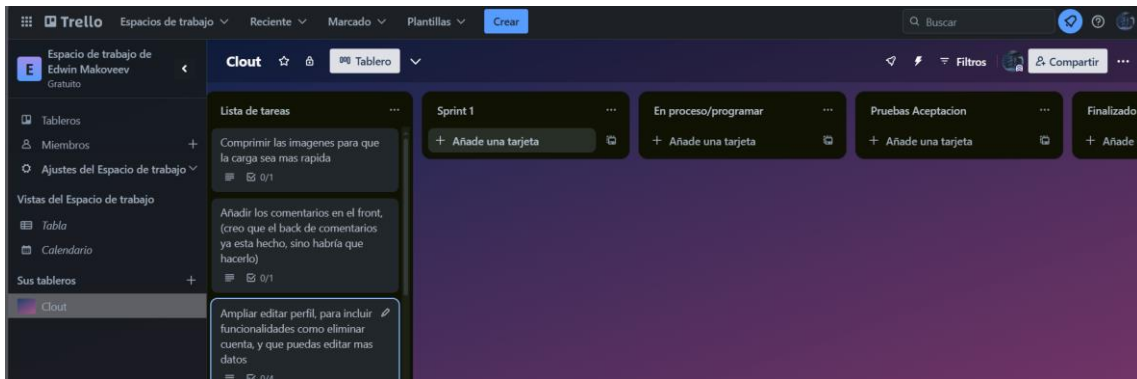 Trello Espacios de trabajo Reciente Marcado Plantillas Crear Buscar
E
Espacio de trabajo de
Edwin Makoveev
Gratuito
Tableros
Miembros
Ajustes del Espacio de trabajo
Vistas del Espacio de trabajo
Tabla
Calendario
Sus tableros
Clout
Clout Tablero Filtros Compartir
Lista de tareas
Comprimir las imagenes para que
la carga sea mas rapida
0/1
Añadir los comentarios en el front,
(creo que el back de comentarios
ya esta hecho, sino habría que
hacerlo)
0/1
Ampliar editar perfil, para incluir
funcionalidades como eliminar
cuenta, y que puedas editar mas
datos
0/4
Sprint 1
+ Añade una tarjeta
En proceso/programar
+ Añade una tarjeta
Pruebas Aceptacion
+ Añade una tarjeta
Finalizado
+ Añade